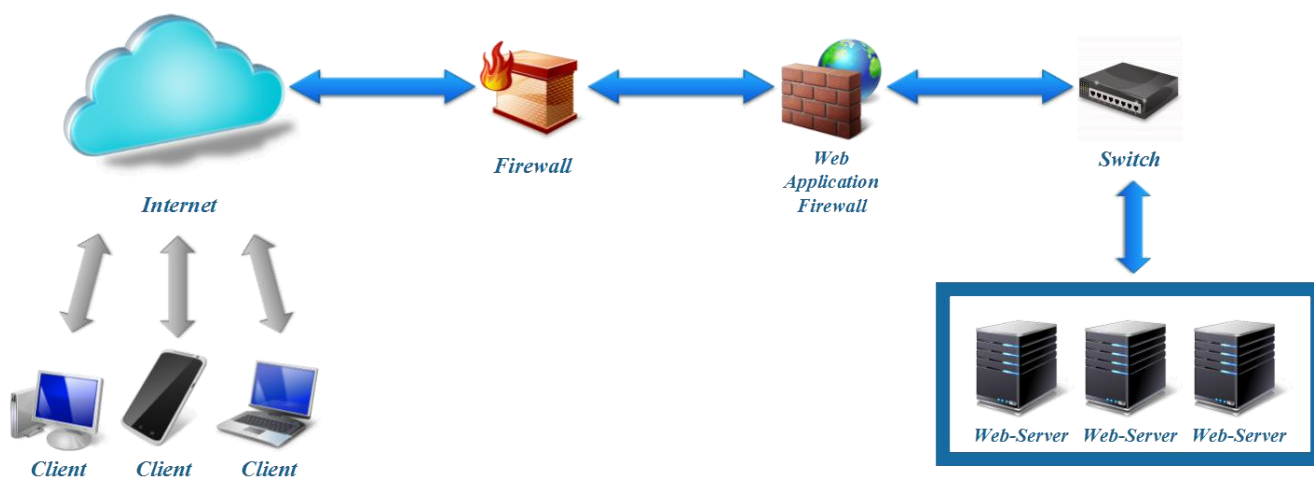 Internet
Firewall
Web
Application
Firewall
Switch
Client
Client
Client
Web-Server
Web-Server
Web-Server